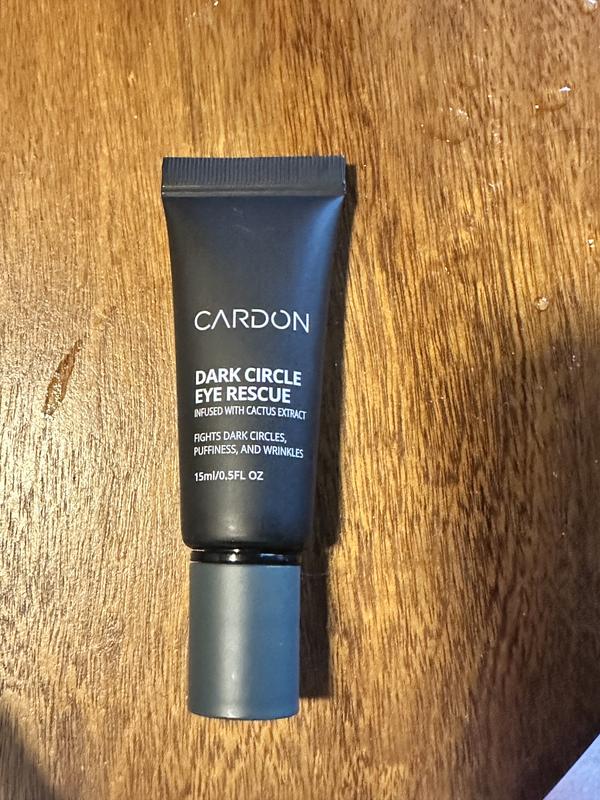 CARDON
DARK CIRCLE
EYE RESCUE
INFUSED WITH CACTUS EXTRACT
FIGHTS DARK CIRCLES,
PUFFINESS, AND WRINKLES
15ml/0.5FL OZ